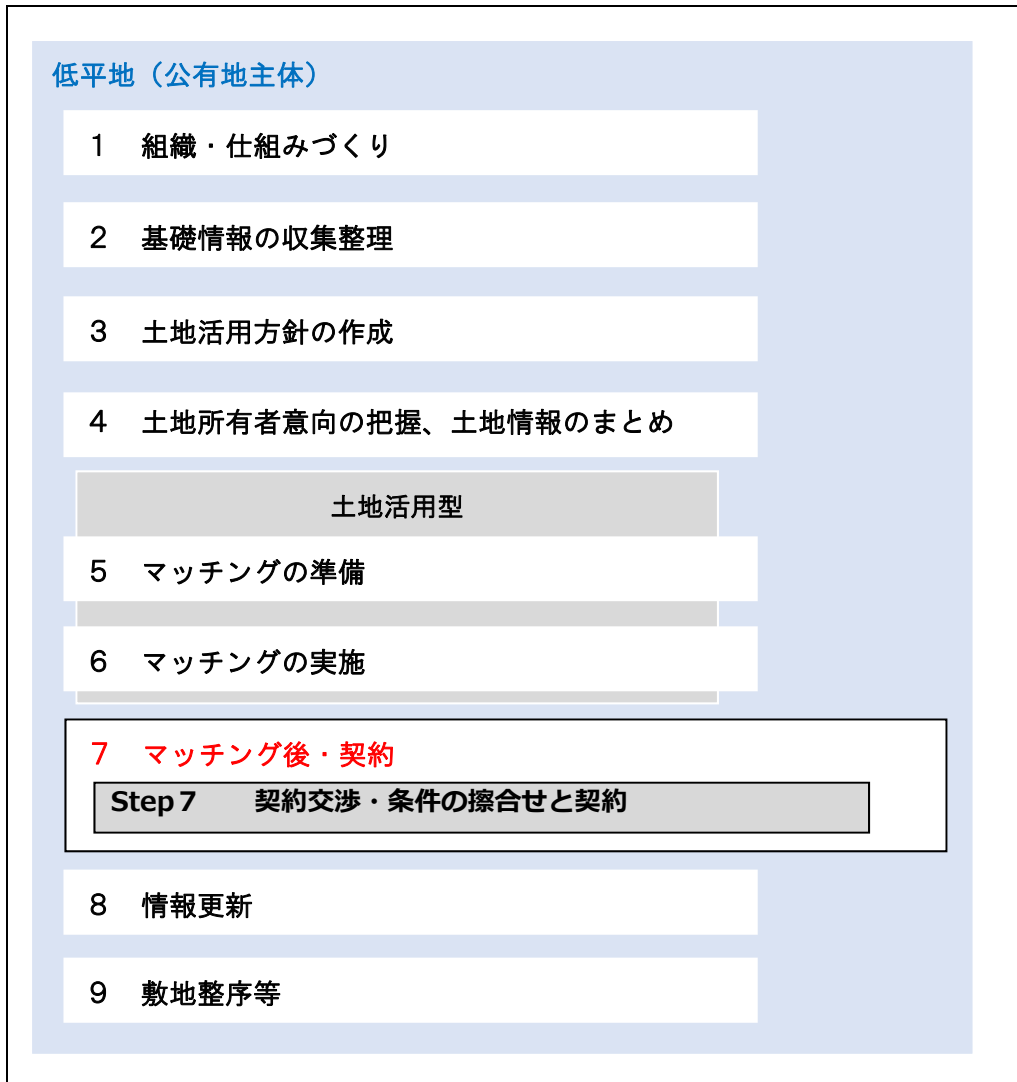 低平地（公有地主体）
１　組織・仕組みづくり
２　基礎情報の収集整理
３　土地活用方針の作成
４　土地所有者意向の把握、土地情報のまとめ
土地活用型
５　マッチングの準備
６　マッチングの実施
７　マッチング後・契約
Step７　　契約交渉・条件の擦合せと契約
８　情報更新
９　敷地整序等